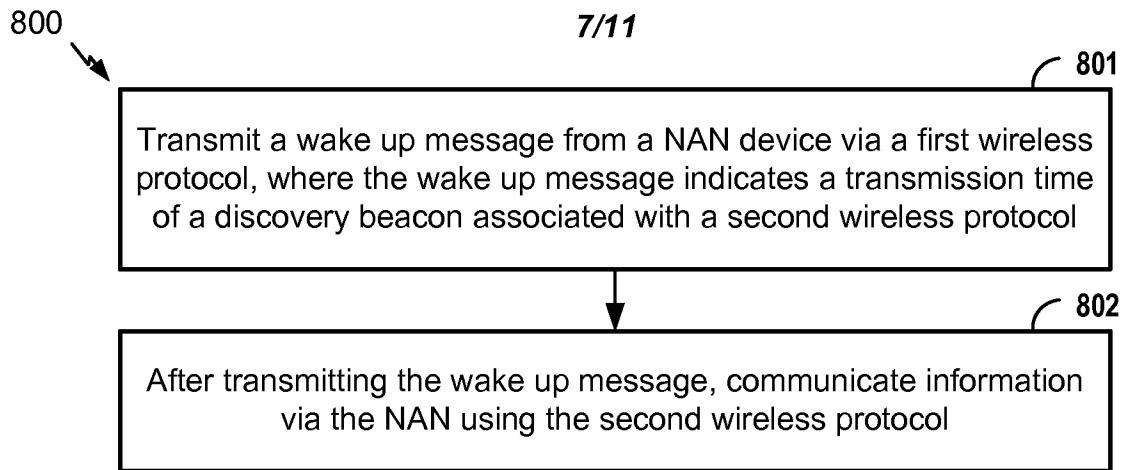 800
7/11
801
Transmit a wake up message from a NAN device via a first wireless
protocol, where the wake up message indicates a transmission time
of a discovery beacon associated with a second wireless protocol
802
After transmitting the wake up message, communicate information
via the NAN using the second wireless protocol